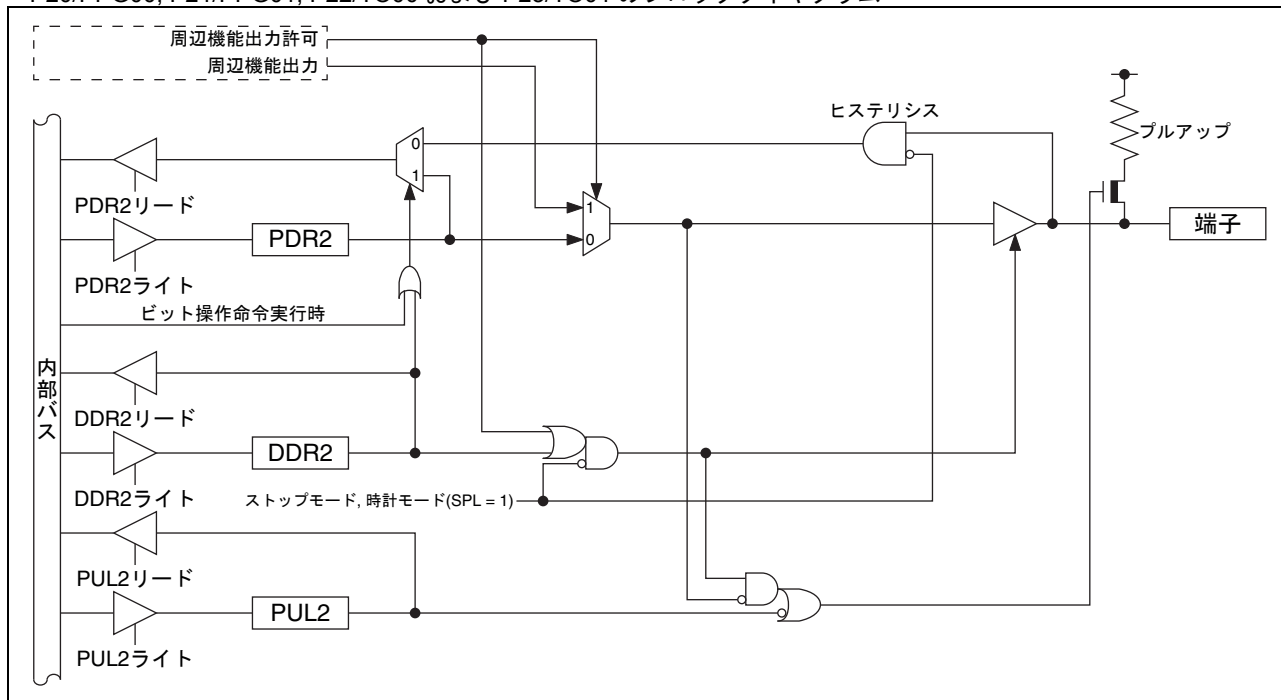 周辺機能出力許可
周辺機能出力
ヒステリシス
プルアップ
0
1
PDR2リード
1
0
PDR2
端子
PDR2ライト
ビット操作命令実行時
内部バス
DDR2リード
DDR2
DDR2ライト
ストップモード, 時計モード(SPL = 1)
PUL2リード
PUL2
PUL2ライト